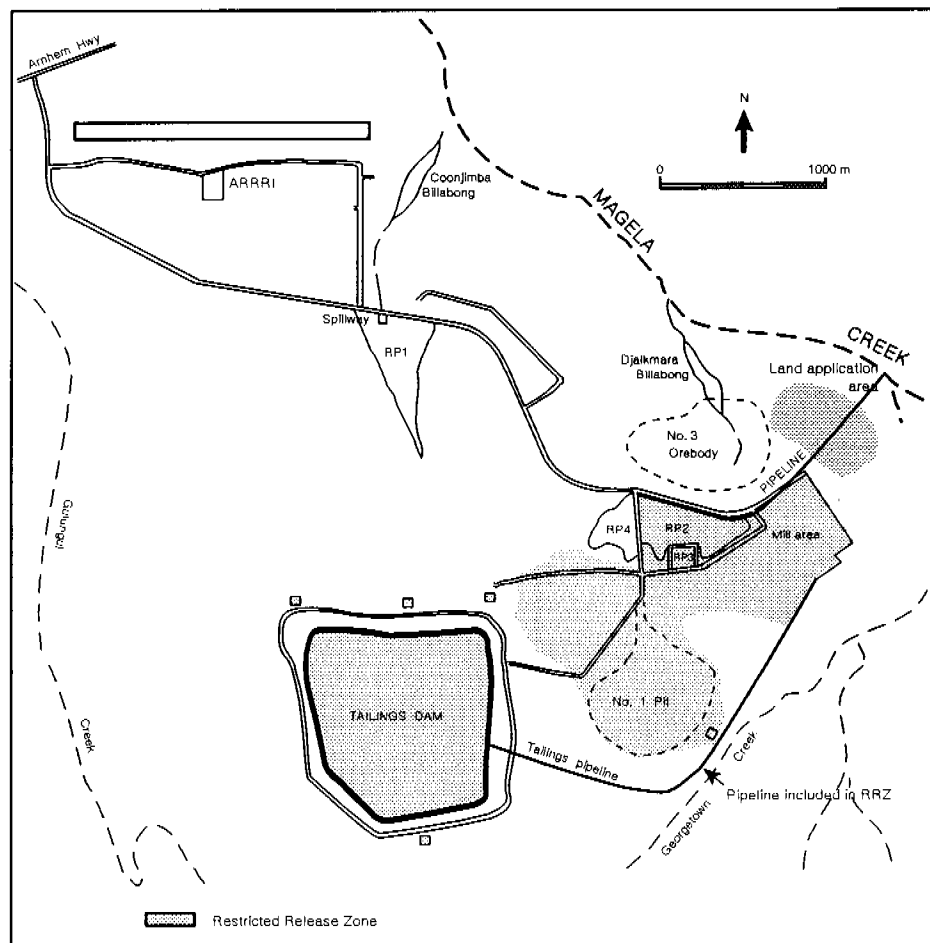 Arnhem Hwy
N
0 1000 m
ARRRI
Coonjimba
Billabong
MAGELA
CREEK
Spillway
RP1
Djalkmara
Billabong
Land application
area
No. 3
Orebody
PIPELINE
RP4
RP2
RP3
Mill area
Gulungul
Creek
TAILINGS DAM
No. 1 Pit
Tailings pipeline
Georgetown
Creek
Pipeline included in RRZ
Restricted Release Zone